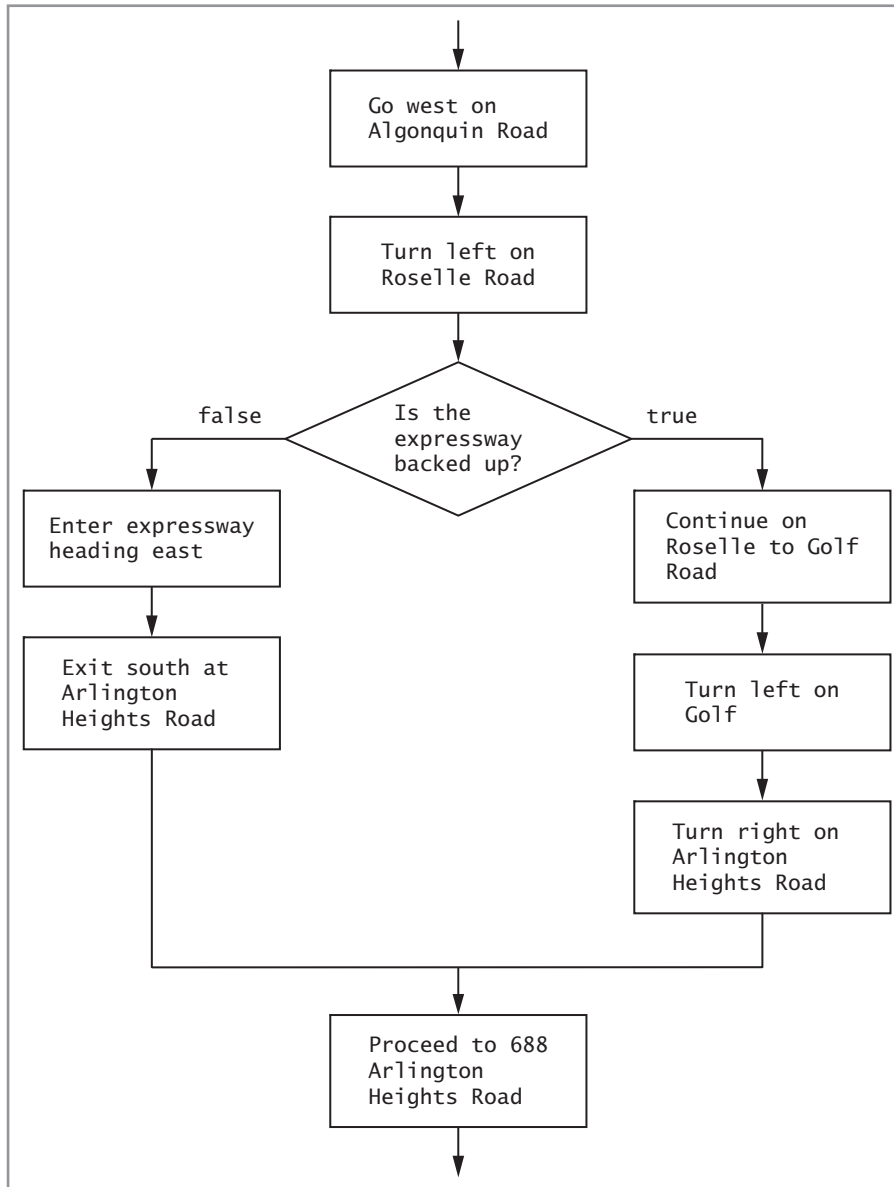 Go west on
Algonquin Road
Turn left on
Roselle Road
Is the
expressway
backed up?
false
true
Enter expressway
heading east
Exit south at
Arlington
Heights Road
Continue on
Roselle to Golf
Road
Turn left on
Golf
Turn right on
Arlington
Heights Road
Proceed to 688
Arlington
Heights Road